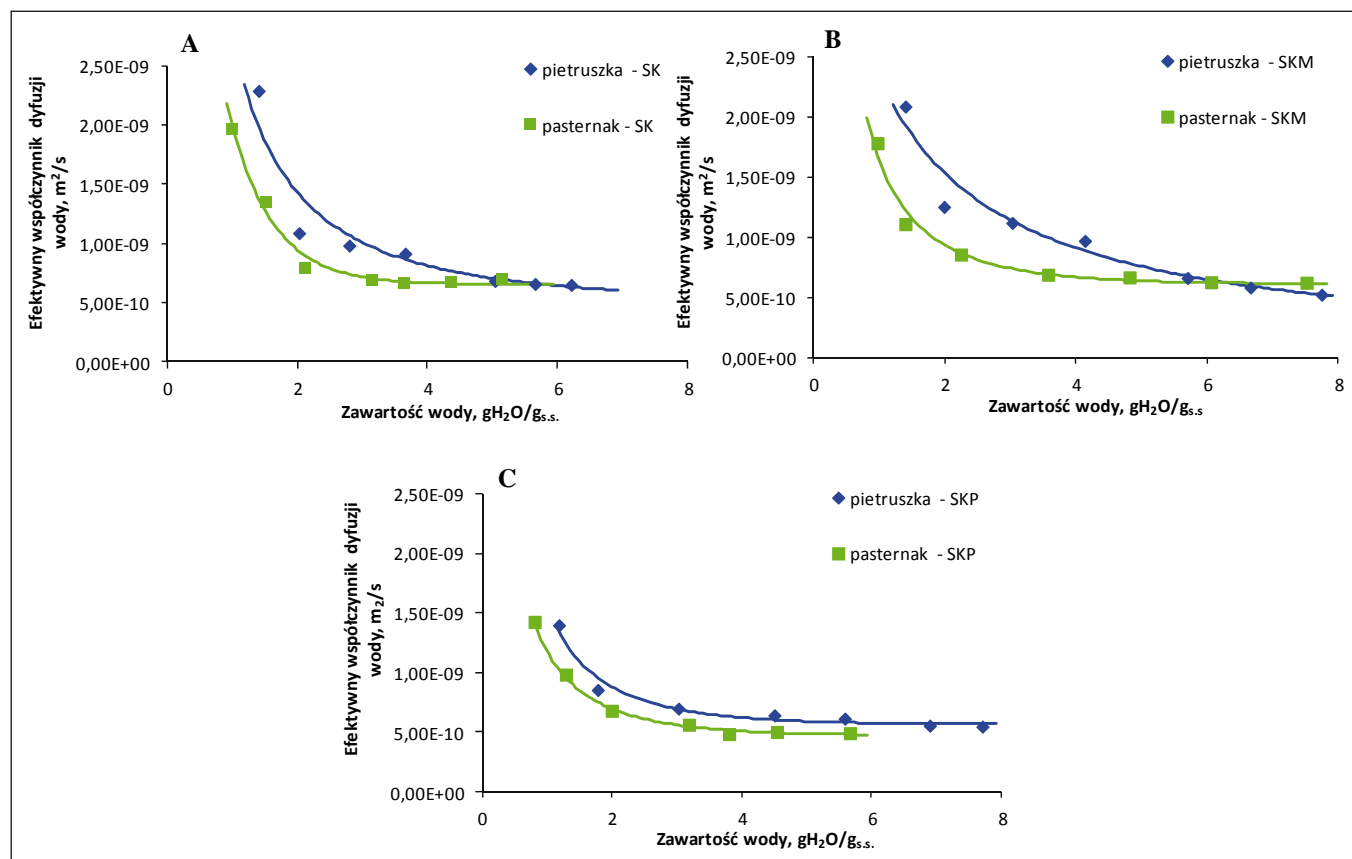 A
Efektywny współczynnik dyfuzji
wody, m²/s
2,50E-09
2,00E-09
1,50E-09
1,00E-09
5,00E-10
0,00E+00
0
2
4
6
8
Zawartość wody, gH₂O/gs.s.
pietruszka - SK
pasternak - SK
B
Efektywny współczynnik dyfuzji
wody, m²/s
2,50E-09
2,00E-09
1,50E-09
1,00E-09
5,00E-10
0,00E+00
0
2
4
6
8
Zawartość wody, gH₂O/gs.s
pietruszka - SKM
pasternak - SKM
C
Efektywny współczynnik dyfuzji
wody, m₂/s
2,50E-09
2,00E-09
1,50E-09
1,00E-09
5,00E-10
0,00E+00
0
2
4
6
8
Zawartość wody, gH₂O/gs.s.
pietruszka - SKP
pasternak - SKP